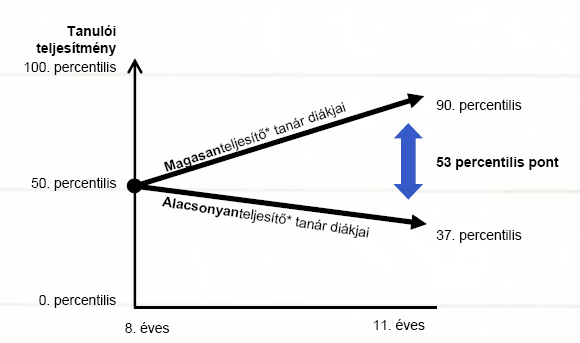 Tanulói
teljesítmény
100. percentilis
90. percentilis
Magasanteljesítő* tanár diákjai
53 percentilis pont
50. percentilis
Alacsonyanteljesítő* tanár diákjai
37. percentilis
0. percentilis
8. éves
11. éves